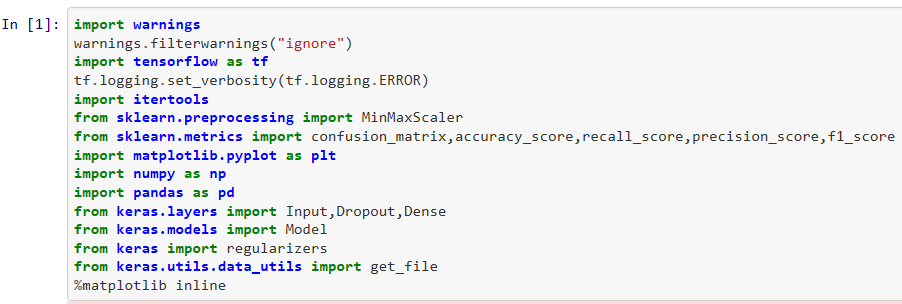 In [1]: import warnings
warnings.filterwarnings("ignore")
import tensorflow as tf
tf.logging.set_verbosity(tf.logging.ERROR)
import itertools
from sklearn.preprocessing import MinMaxScaler
from sklearn.metrics import confusion_matrix,accuracy_score,recall_score,precision_score,f1_score
import matplotlib.pyplot as plt
import numpy as np
import pandas as pd
from keras.layers import Input,Dropout,Dense
from keras.models import Model
from keras import regularizers
from keras.utils.data_utils import get_file
%matplotlib inline